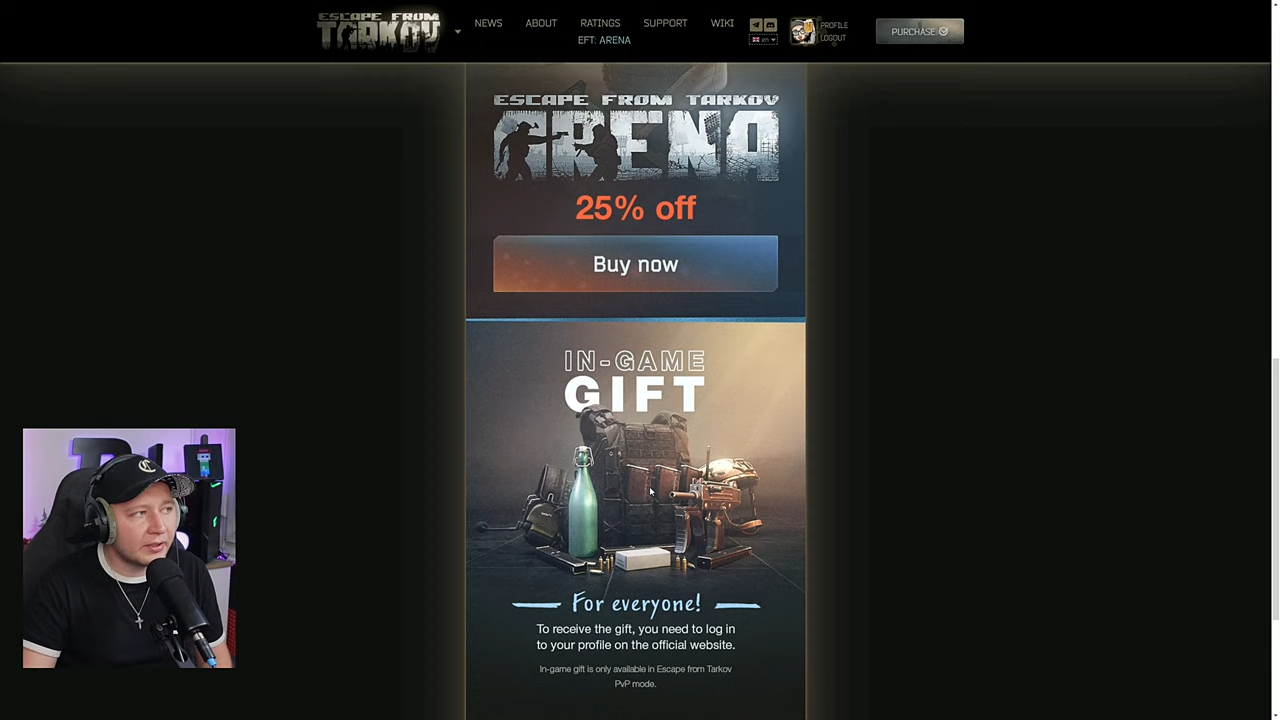 ESCAPE FROM
TARKOV
NEWS ABOUT RATINGS SUPPORT WIKI
EFT: ARENA
en
PROFILE
LOGOUT
PURCHASE
ESCAPE FROM TARKOV
ARENA
25% off
Buy now
IN-GAME
GIFT
For everyone!
To receive the gift, you need to log in
to your profile on the official website.
In-game gift is only available in Escape from Tarkov
PvP mode.